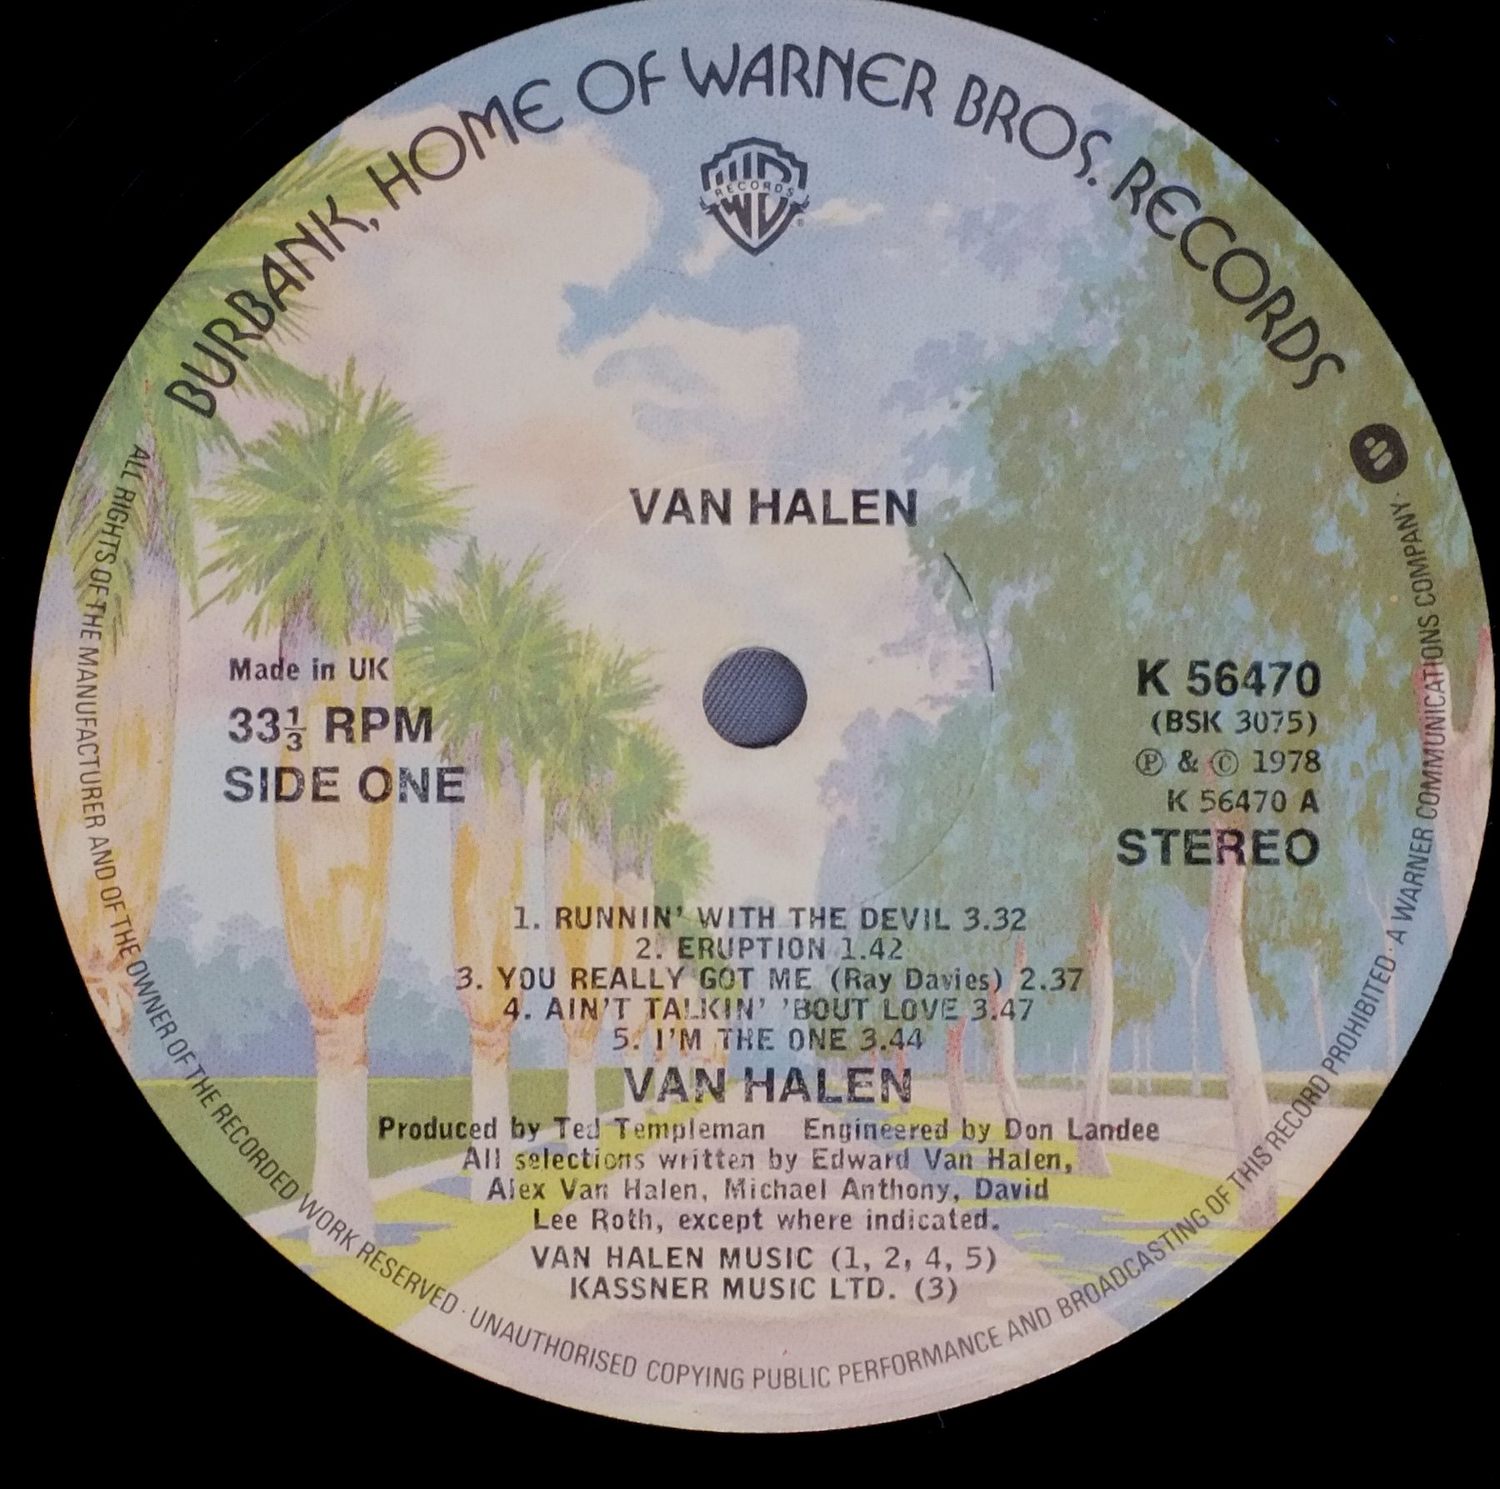 BURBANK, HOME OF WARNER BROS. RECORDS
WB
RECORDS
VAN HALEN
Made in UK
33⅓ RPM
SIDE ONE
K 56470
(BSK 3075)
Ⓟ & © 1978
K 56470 A
STEREO
1. RUNNIN' WITH THE DEVIL 3.32
2. ERUPTION 1.42
3. YOU REALLY GOT ME (Ray Davies) 2.37
4. AIN'T TALKIN' 'BOUT LOVE 3.47
5. I'M THE ONE 3.44
VAN HALEN
Produced by Ted Templeman Engineered by Don Landee
All selections written by Edward Van Halen,
Alex Van Halen, Michael Anthony, David
Lee Roth, except where indicated.
VAN HALEN MUSIC (1, 2, 4, 5)
KASSNER MUSIC LTD. (3)
ALL RIGHTS OF THE MANUFACTURER AND OF THE OWNER OF THE RECORDED WORK RESERVED · UNAUTHORISED COPYING PUBLIC PERFORMANCE AND BROADCASTING OF THIS RECORD PROHIBITED · A WARNER COMMUNICATIONS COMPANY ·